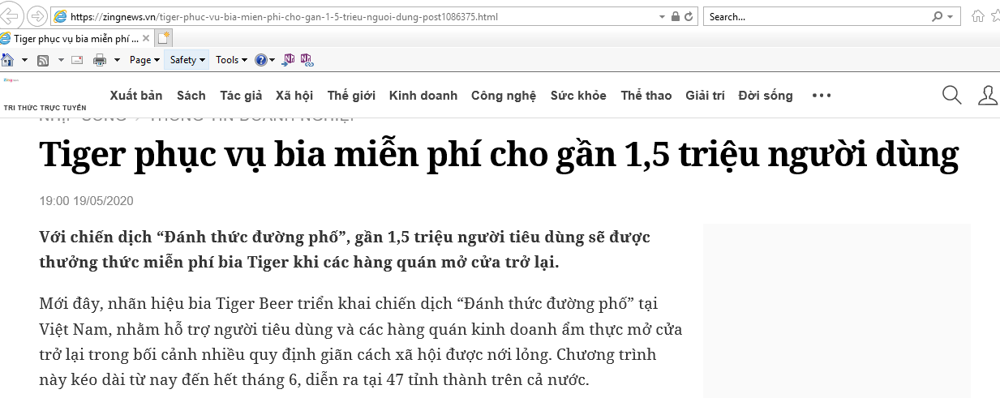 https://zingnews.vn/tiger-phuc-vu-bia-mien-phi-cho-gan-1-5-trieu-nguoi-dung-post1086375.html
Search...
Tiger phục vụ bia miễn phí ...
Page Safety Tools
TRI THỨC TRỰC TUYẾN
Xuất bản Sách Tác giả Xã hội Thế giới Kinh doanh Công nghệ Sức khỏe Thể thao Giải trí Đời sống
NHỊP SỐNG THÔNG TIN DOANH NGHIỆP
Tiger phục vụ bia miễn phí cho gần 1,5 triệu người dùng
19:00 19/05/2020
Với chiến dịch “Đánh thức đường phố”, gần 1,5 triệu người tiêu dùng sẽ được
thưởng thức miễn phí bia Tiger khi các hàng quán mở cửa trở lại.
Mới đây, nhãn hiệu bia Tiger Beer triển khai chiến dịch “Đánh thức đường phố” tại
Việt Nam, nhằm hỗ trợ người tiêu dùng và các hàng quán kinh doanh ẩm thực mở cửa
trở lại trong bối cảnh nhiều quy định giãn cách xã hội được nới lỏng. Chương trình
này kéo dài từ nay đến hết tháng 6, diễn ra tại 47 tỉnh thành trên cả nước.